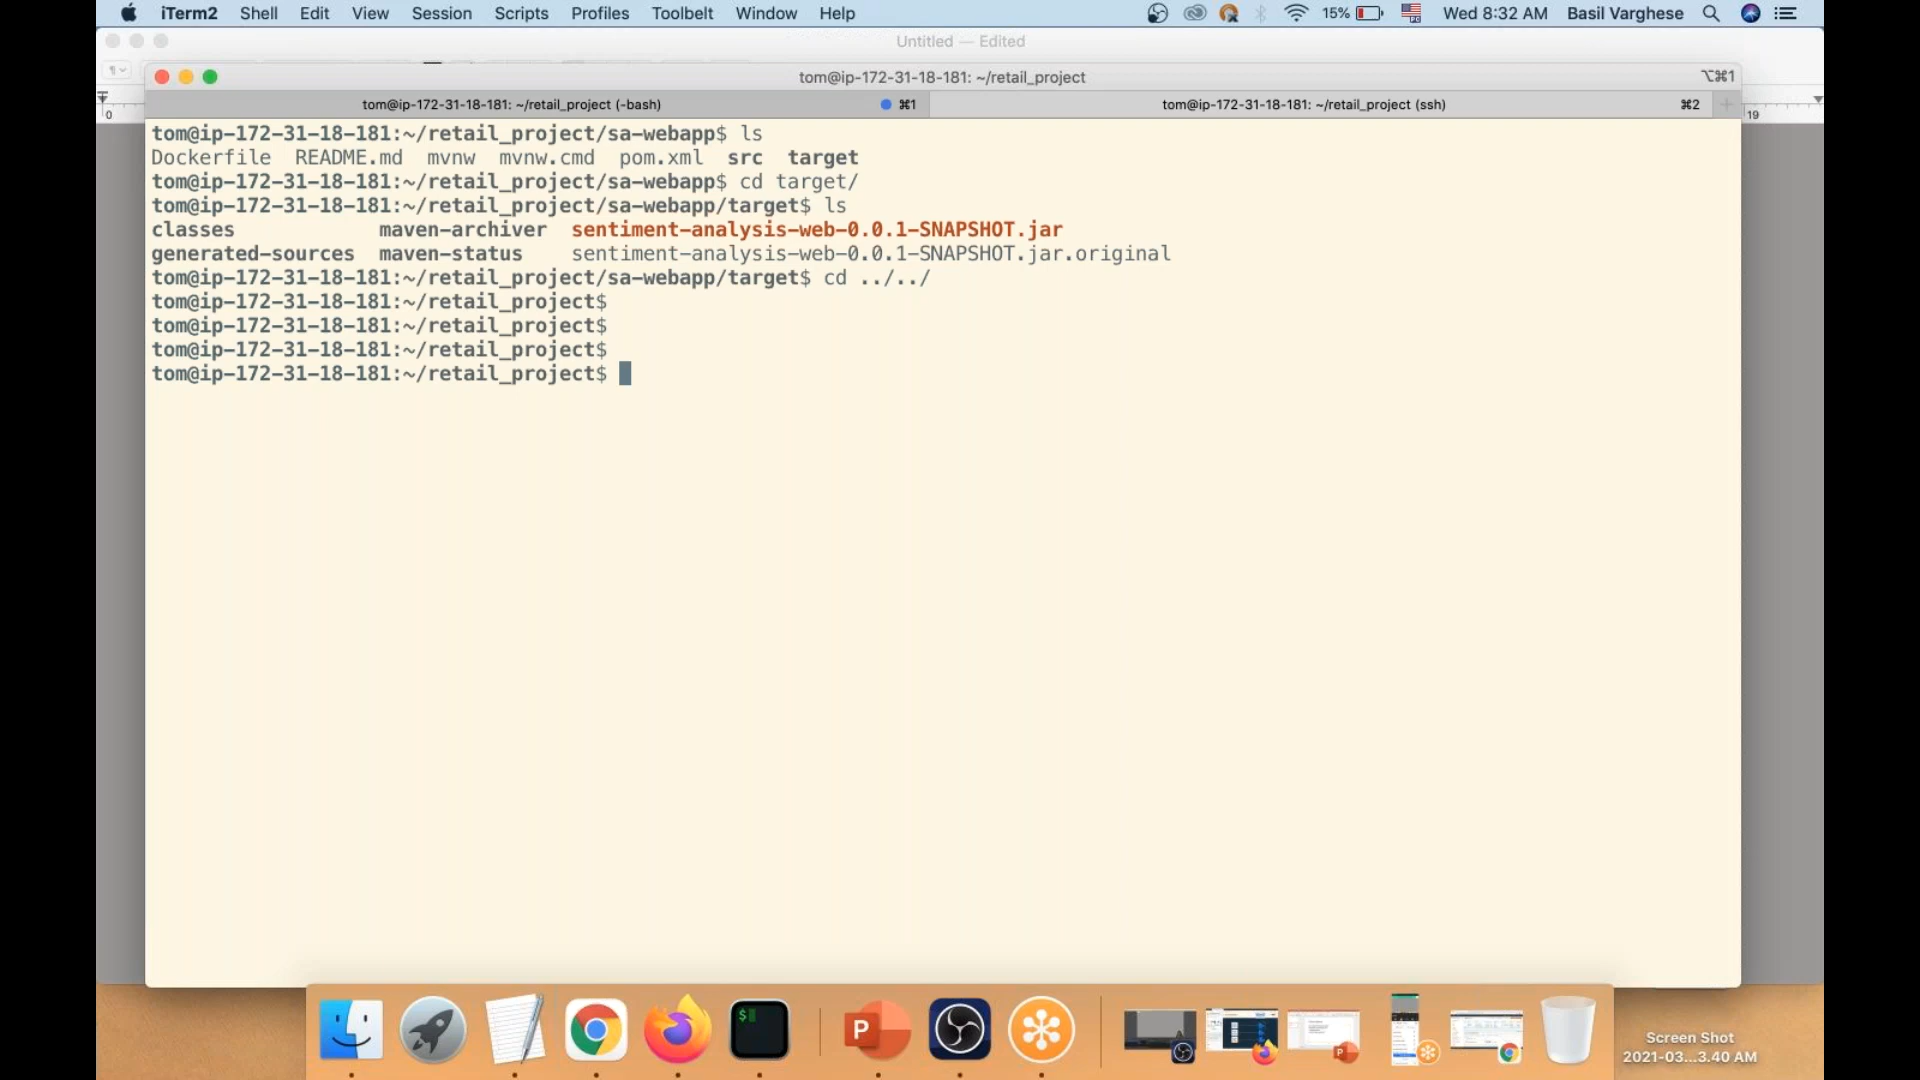 iTerm2 Shell Edit View Session Scripts Profiles Toolbelt Window Help 15% Wed 8:32 AM Basil Varghese
Untitled — Edited
tom@ip-172-31-18-181: ~/retail_project ⌥⌘1
tom@ip-172-31-18-181: ~/retail_project (-bash) ⌘1 tom@ip-172-31-18-181: ~/retail_project (ssh) ⌘2
0 19
tom@ip-172-31-18-181:~/retail_project/sa-webapp$ ls
Dockerfile README.md mvnw mvnw.cmd pom.xml src target
tom@ip-172-31-18-181:~/retail_project/sa-webapp$ cd target/
tom@ip-172-31-18-181:~/retail_project/sa-webapp/target$ ls
classes maven-archiver sentiment-analysis-web-0.0.1-SNAPSHOT.jar
generated-sources maven-status sentiment-analysis-web-0.0.1-SNAPSHOT.jar.original
tom@ip-172-31-18-181:~/retail_project/sa-webapp/target$ cd ../../
tom@ip-172-31-18-181:~/retail_project$
tom@ip-172-31-18-181:~/retail_project$
tom@ip-172-31-18-181:~/retail_project$
tom@ip-172-31-18-181:~/retail_project$
$
P
Screen Shot
2021-03...3.40 AM